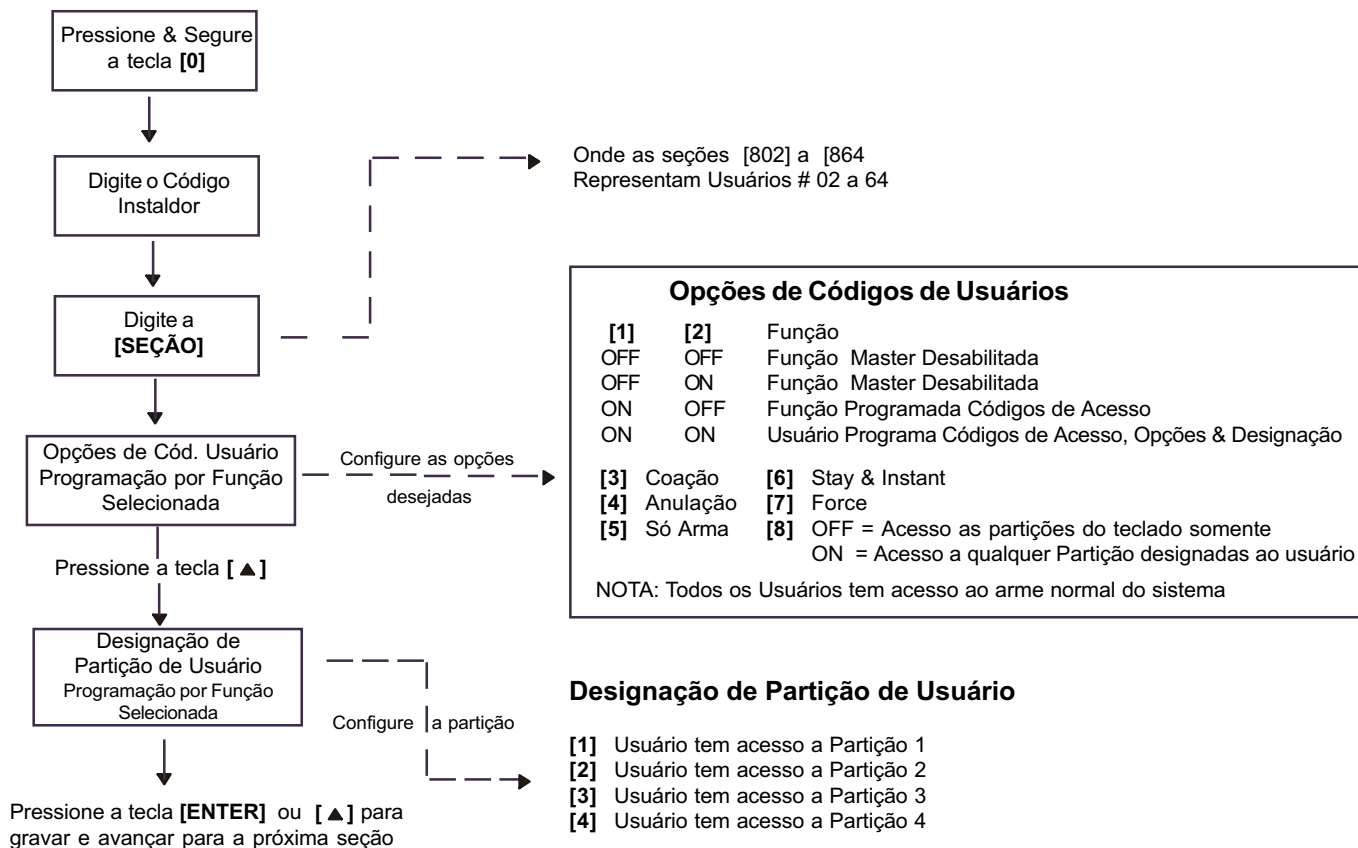 Pressione & Segure
a tecla [0]
Digite o Código
Instaldor
Digite a
[SEÇÃO]
Onde as seções [802] a [864
Representam Usuários # 02 a 64
Opções de Cód. Usuário
Programação por Função
Selecionada
Configure as opções
desejadas
Opções de Códigos de Usuários
[1] [2] Função
OFF OFF Função Master Desabilitada
OFF ON Função Master Desabilitada
ON OFF Função Programada Códigos de Acesso
ON ON Usuário Programa Códigos de Acesso, Opções & Designação
[3] Coação [6] Stay & Instant
[4] Anulação [7] Force
[5] Só Arma [8] OFF = Acesso as partições do teclado somente
ON = Acesso a qualquer Partição designadas ao usuário
NOTA: Todos os Usuários tem acesso ao arme normal do sistema
Pressione a tecla [ ▲ ]
Designação de
Partição de Usuário
Programação por Função
Selecionada
Configure a partição
Designação de Partição de Usuário
[1] Usuário tem acesso a Partição 1
[2] Usuário tem acesso a Partição 2
[3] Usuário tem acesso a Partição 3
[4] Usuário tem acesso a Partição 4
Pressione a tecla [ENTER] ou [ ▲ ] para
gravar e avançar para a próxima seção